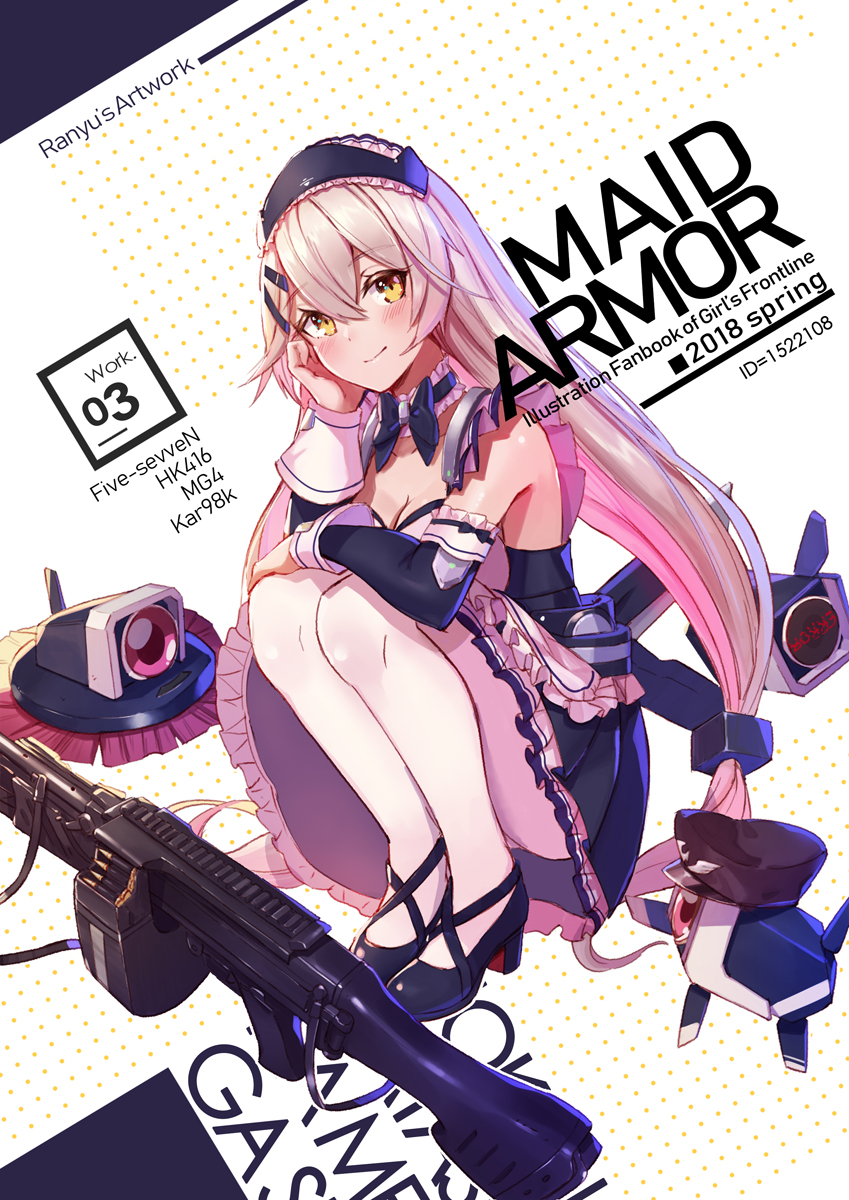 Ranyu's Artwork
MAID
ARMOR
Illustration Fanbook of Girl's Frontline
■2018 spring
ID=1522108
Work.
03
Five-sevveN
HK416
MG4
Kar98k
ERROR